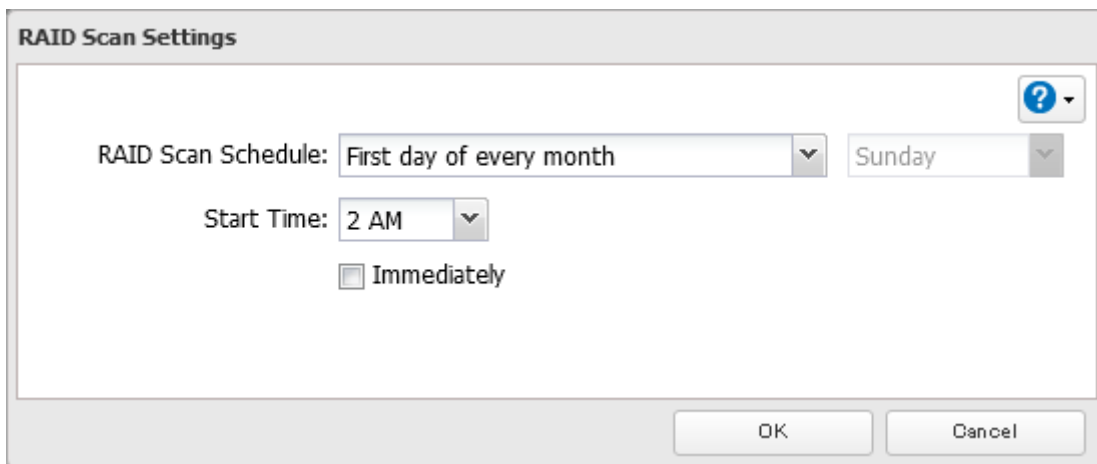 RAID Scan Settings
?
RAID Scan Schedule: First day of every month Sunday
Start Time: 2 AM
Immediately
OK Cancel